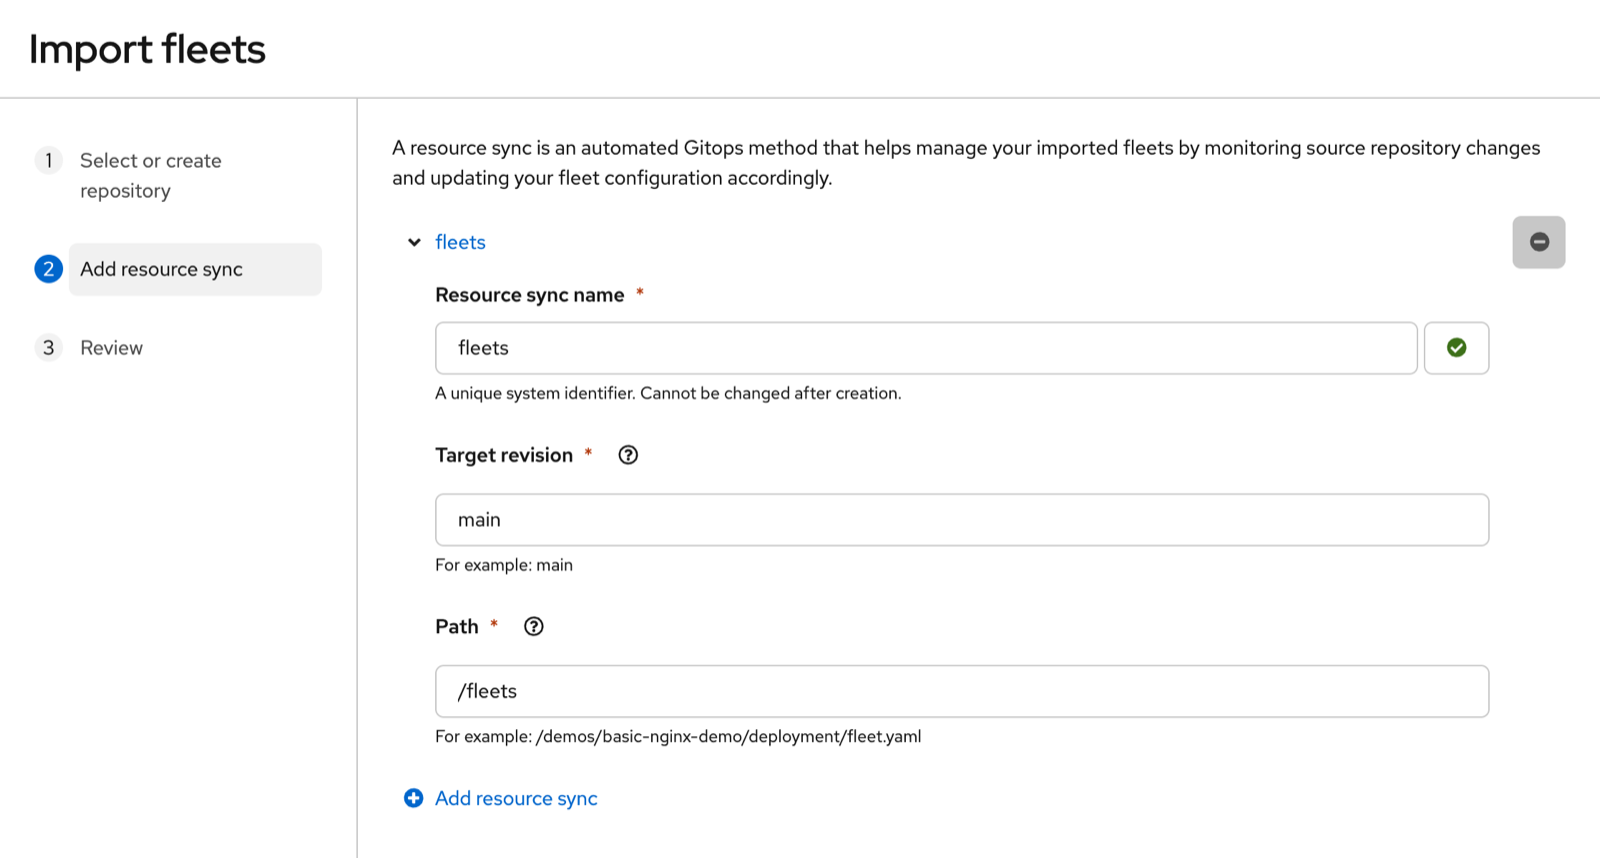 Import fleets
1 Select or create
repository
2 Add resource sync
3 Review
A resource sync is an automated Gitops method that helps manage your imported fleets by monitoring source repository changes
and updating your fleet configuration accordingly.
fleets
Resource sync name *
fleets
A unique system identifier. Cannot be changed after creation.
Target revision *
main
For example: main
Path *
/fleets
For example: /demos/basic-nginx-demo/deployment/fleet.yaml
Add resource sync